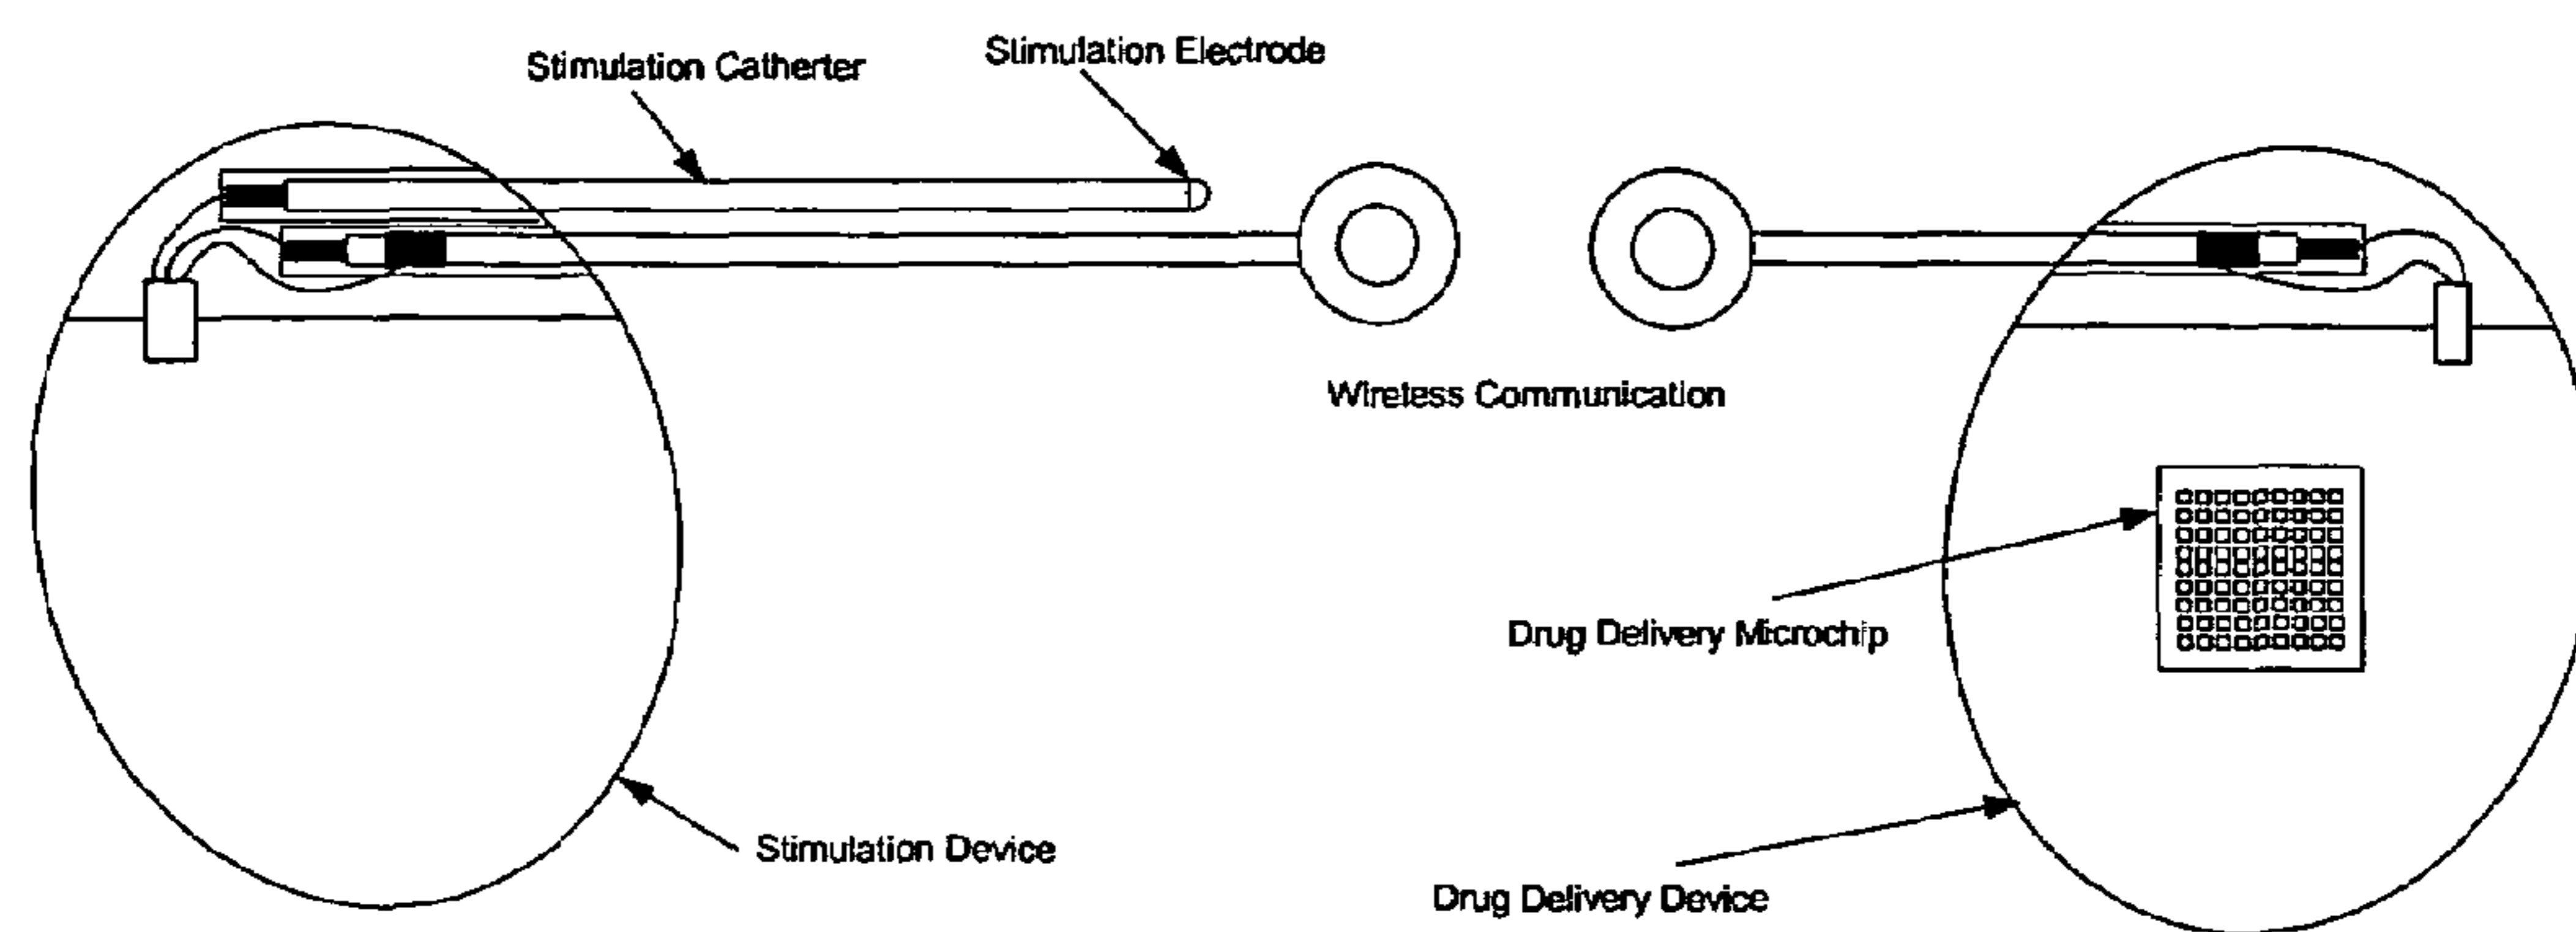 Stimulation Catherter
Stimulation Electrode
Wireless Communication
Drug Delivery Microchip
Stimulation Device
Drug Delivery Device